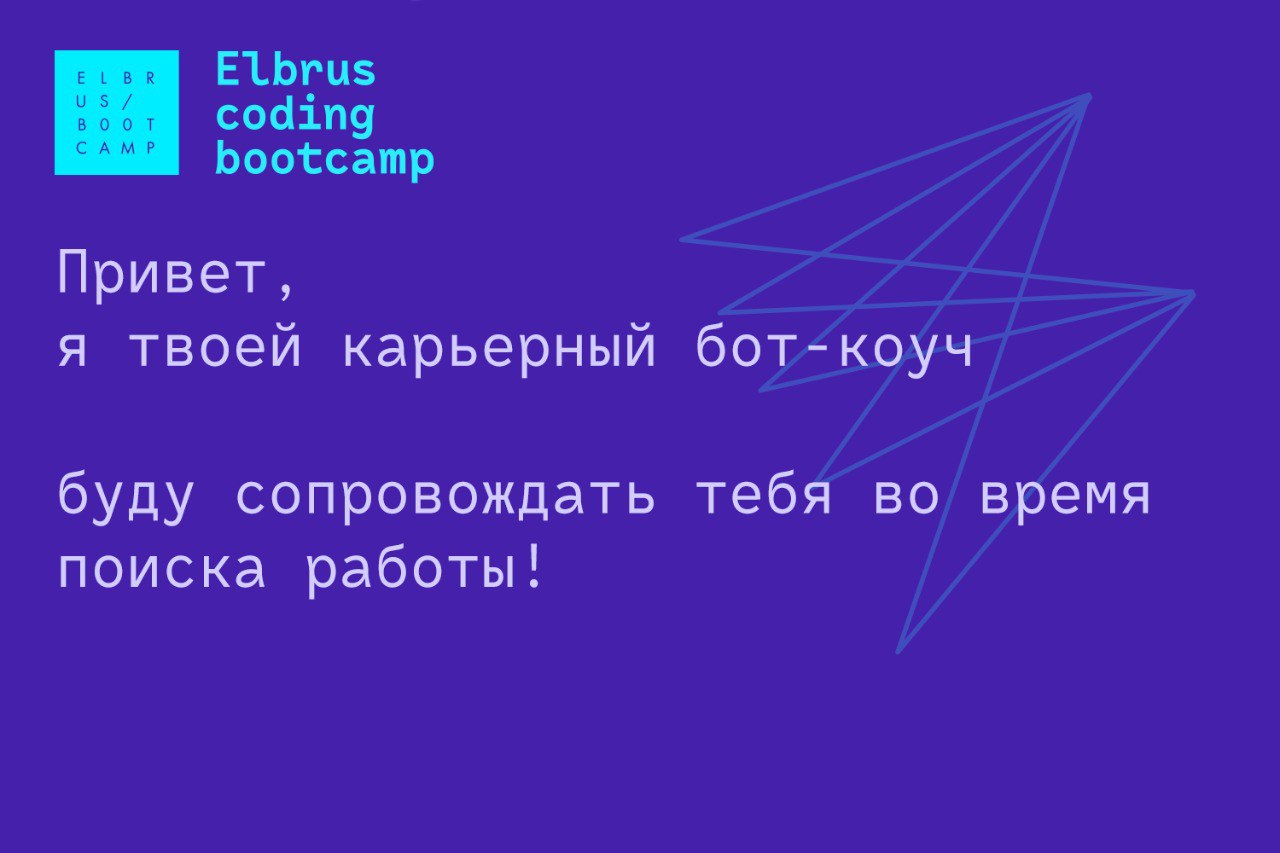 ELBR
US/
BOOT
CAMP
Elbrus
coding
bootcamp
Привет,
я твоей карьерный бот-коуч
буду сопровождать тебя во время
поиска работы!